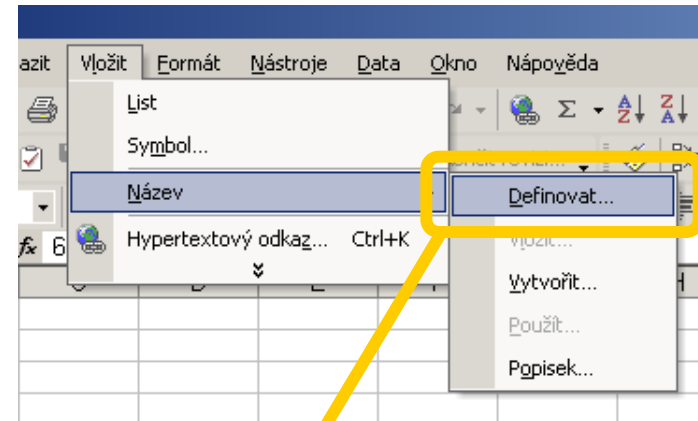 azit Vložit Formát Nástroje Data Okno Nápověda
List
Symbol...
Název
Definovat...
Hypertextový odkaz... Ctrl+K
Vložit...
Vytvořit...
Použít...
Popisek...
fx 6
H